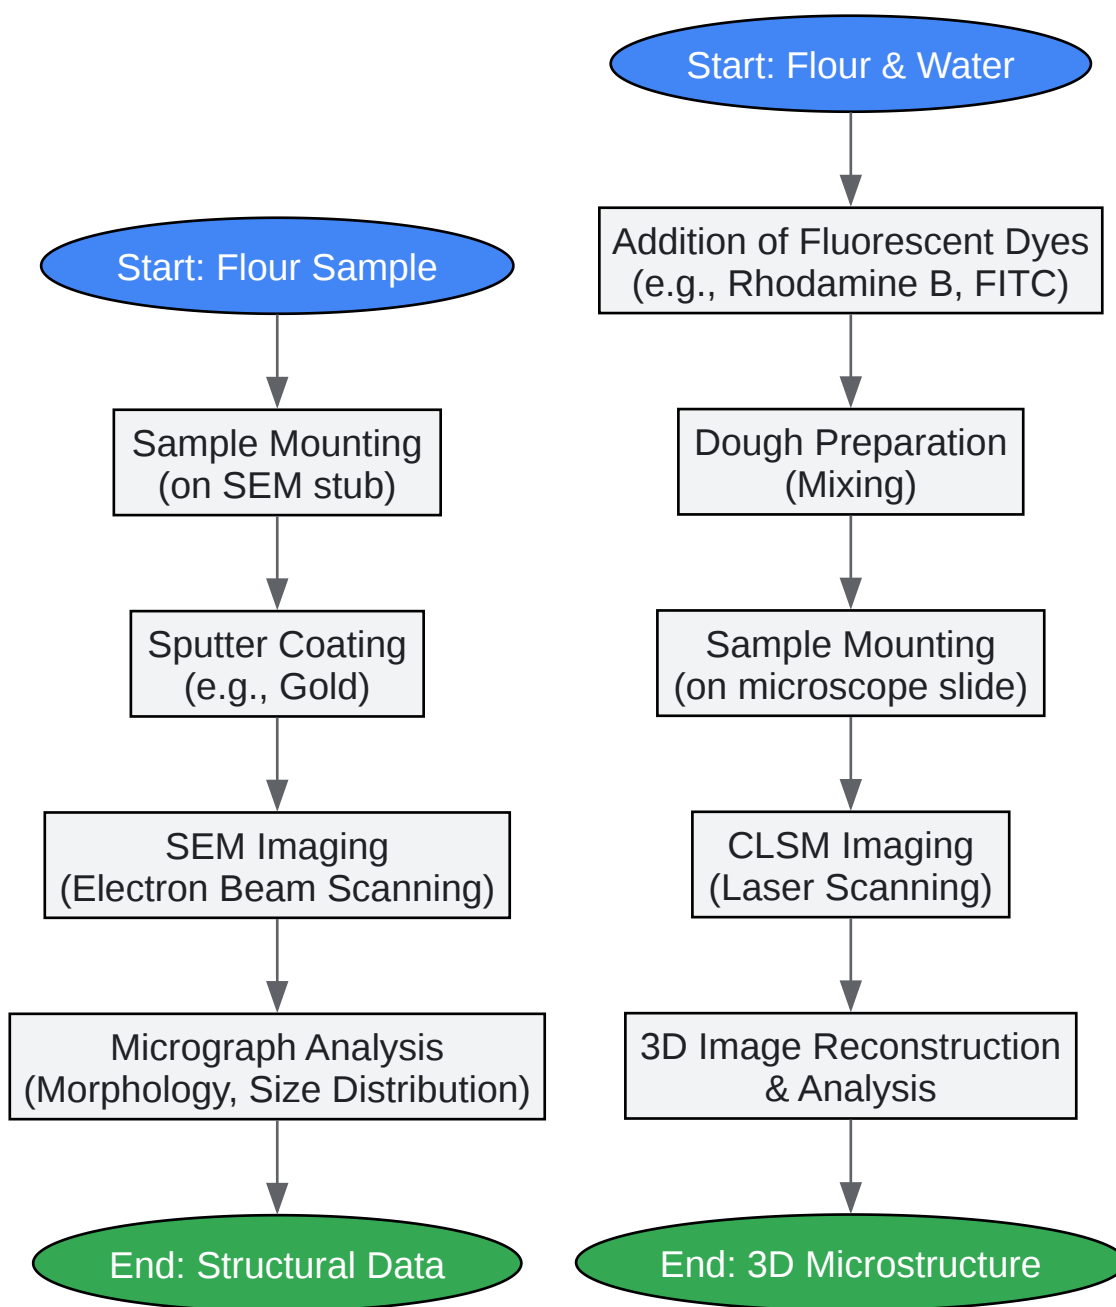 Start: Flour Sample
Sample Mounting
(on SEM stub)
Sputter Coating
(e.g., Gold)
SEM Imaging
(Electron Beam Scanning)
Micrograph Analysis
(Morphology, Size Distribution)
End: Structural Data
Start: Flour & Water
Addition of Fluorescent Dyes
(e.g., Rhodamine B, FITC)
Dough Preparation
(Mixing)
Sample Mounting
(on microscope slide)
CLSM Imaging
(Laser Scanning)
3D Image Reconstruction
& Analysis
End: 3D Microstructure